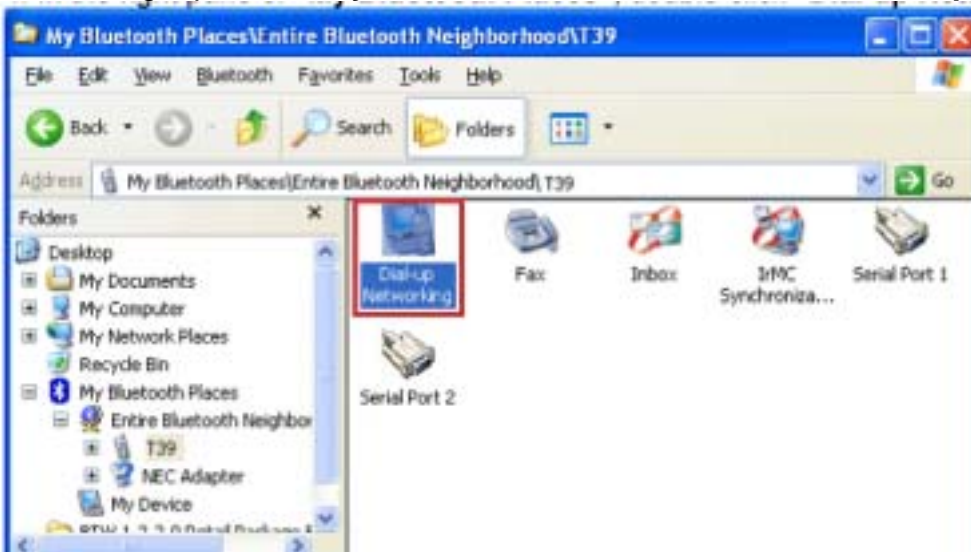 My Bluetooth Places\Entire Bluetooth Neighborhood\T39
File Edit View Bluetooth Favorites Tools Help
Back Search Folders
Address My Bluetooth Places\Entire Bluetooth Neighborhood\T39 Go
Folders
Desktop
My Documents
My Computer
My Network Places
Recycle Bin
My Bluetooth Places
Entire Bluetooth Neighbor
T39
NEC Adapter
My Device
Dial-up Networking
Fax
Inbox
IrMC Synchroniza...
Serial Port 1
Serial Port 2